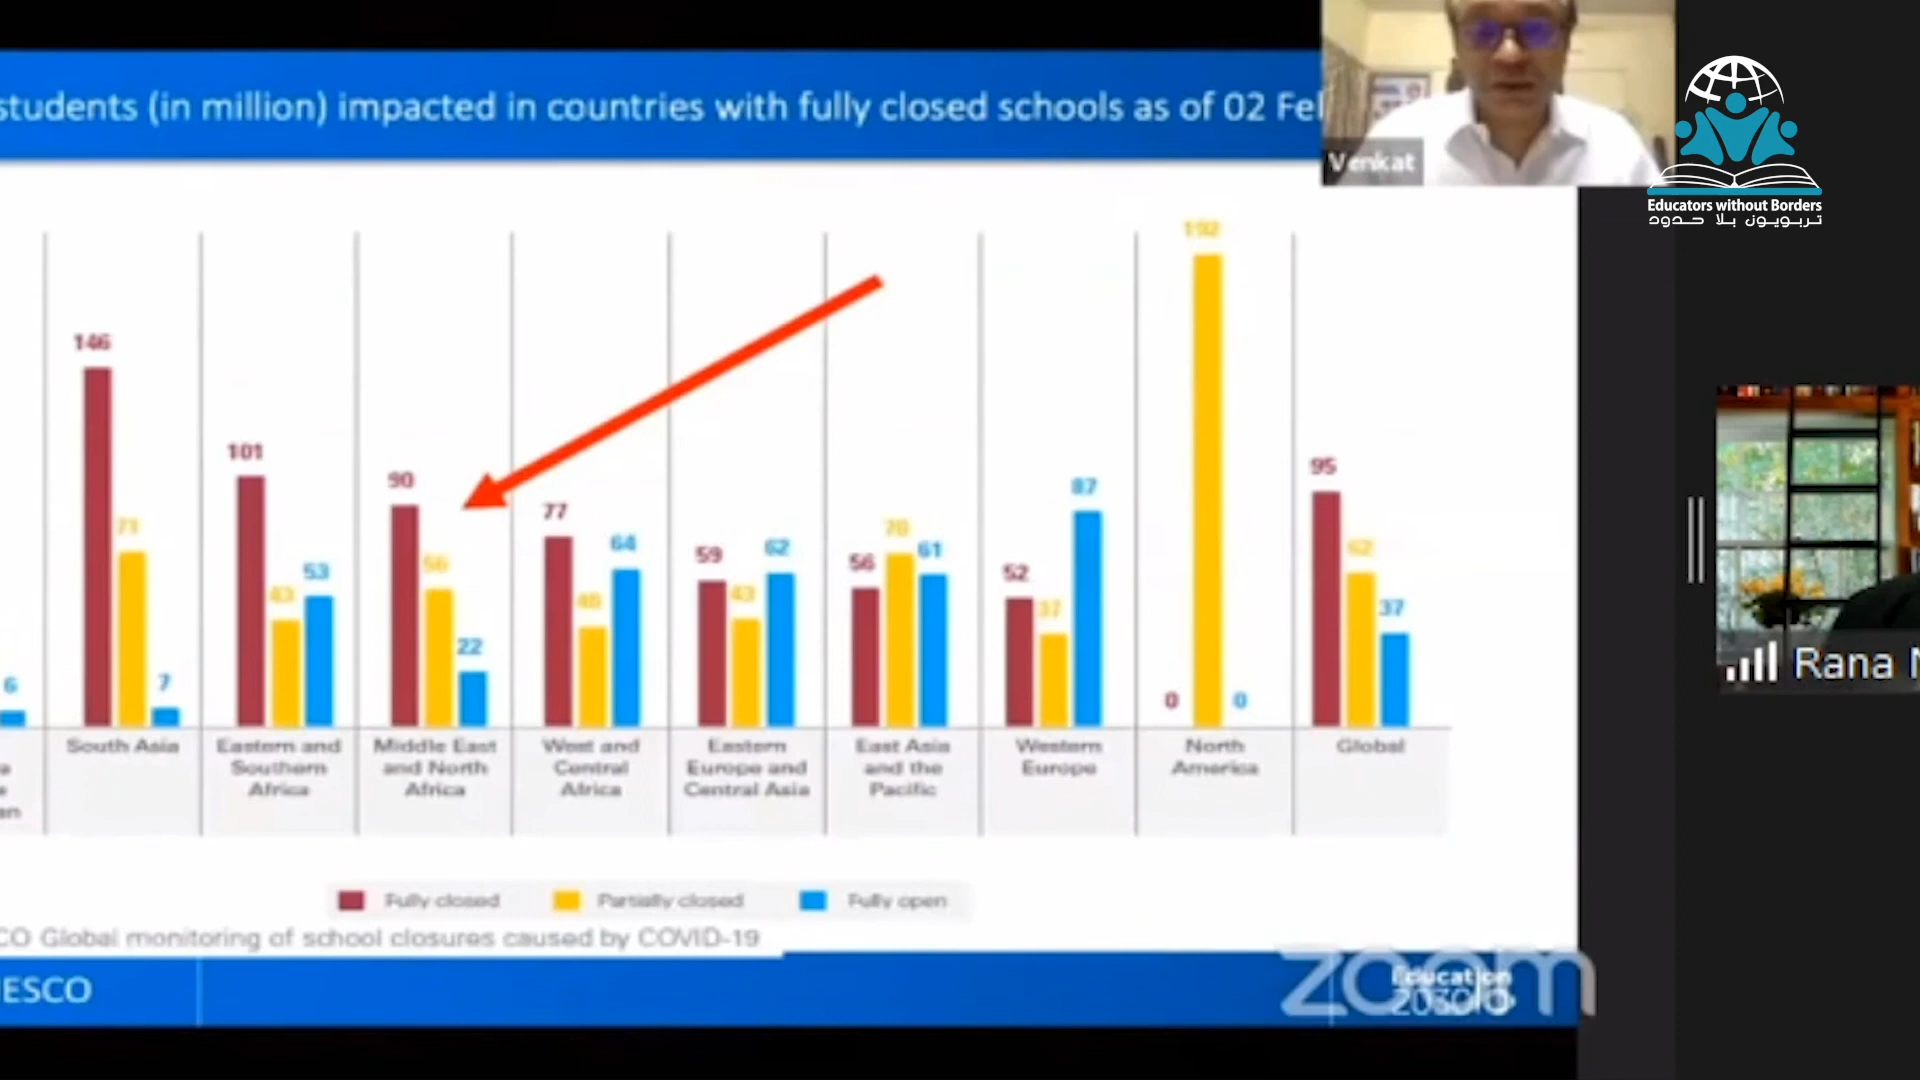 students (in million) impacted in countries with fully closed schools as of 02 Fe
Venkat
Educators without Borders
تربويون بلا حدود
192
146
101
95
90
87
77
71
70
64
62
62
61
59
56
56
53
52
43
43
40
37
37
22
7
6
0
0
South Asia
Eastern and
Southern
Africa
Middle East
and North
Africa
West and
Central
Africa
Eastern
Europe and
Central Asia
East Asia
and the
Pacific
Western
Europe
North
America
Global
Fully closed
Partially closed
Fully open
CO Global monitoring of school closures caused by COVID-19
ESCO
Education
2030
zoom
Rana